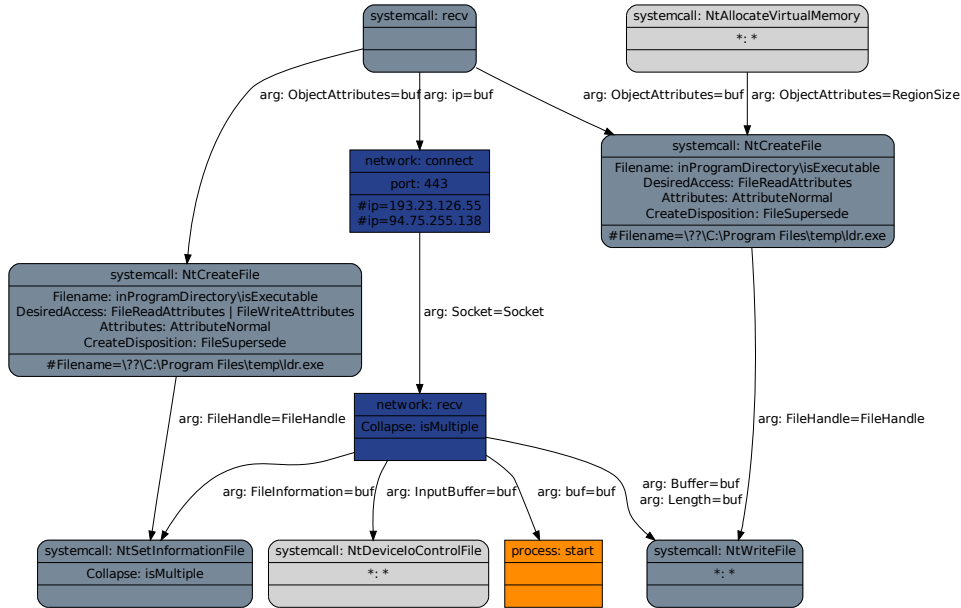 systemcall: recv
systemcall: NtAllocateVirtualMemory
*: *
arg: ObjectAttributes=buf
arg: ip=buf
arg: ObjectAttributes=buf
arg: ObjectAttributes=RegionSize
network: connect
port: 443
#ip=193.23.126.55
#ip=94.75.255.138
systemcall: NtCreateFile
Filename: inProgramDirectory\isExecutable
DesiredAccess: FileReadAttributes
Attributes: AttributeNormal
CreateDisposition: FileSupersede
#Filename=\??\C:\Program Files\temp\ldr.exe
systemcall: NtCreateFile
Filename: inProgramDirectory\isExecutable
DesiredAccess: FileReadAttributes | FileWriteAttributes
Attributes: AttributeNormal
CreateDisposition: FileSupersede
#Filename=\??\C:\Program Files\temp\ldr.exe
arg: Socket=Socket
arg: FileHandle=FileHandle
network: recv
Collapse: isMultiple
arg: FileHandle=FileHandle
arg: FileInformation=buf
arg: InputBuffer=buf
arg: buf=buf
arg: Buffer=buf
arg: Length=buf
systemcall: NtSetInformationFile
Collapse: isMultiple
systemcall: NtDeviceIoControlFile
*: *
process: start
systemcall: NtWriteFile
*: *